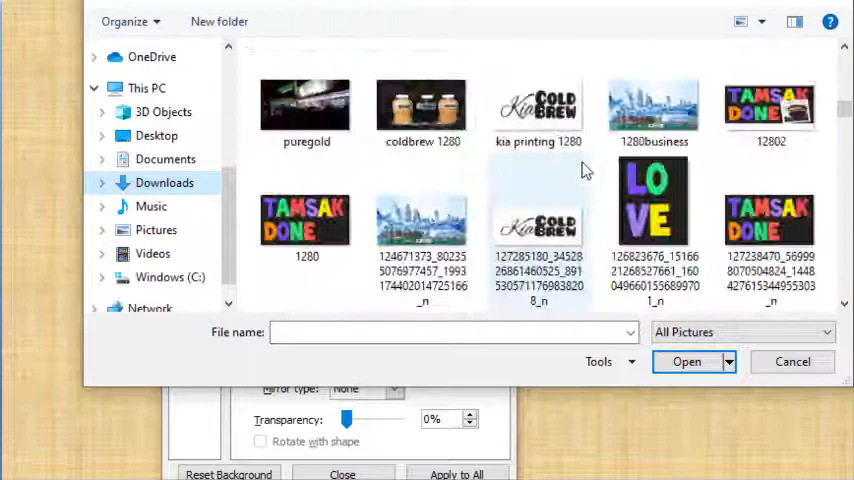 Organize
New folder
OneDrive
This PC
3D Objects
Desktop
Documents
Downloads
Music
Pictures
Videos
Windows (C:)
Network
COLD
Kia BREW
TAMSAK
DONE
puregold
coldbrew 1280
kia printing 1280
1280business
12802
TAMSAK
DONE
COLD
Kia BREW
LO
VE
TAMSAK
DONE
1280
124671373_80235
5076977457_1993
174402014725166
_n
127285180_34528
26861460525_891
530571176983820
8_n
126823676_15166
21268527661_160
049660155689970
1_n
127238470_56999
8070504824_1448
427615344955303
_n
File name:
All Pictures
Tools
Open
Cancel
Mirror type:
None
Transparency:
0%
Rotate with shape
Reset Background
Close
Apply to All